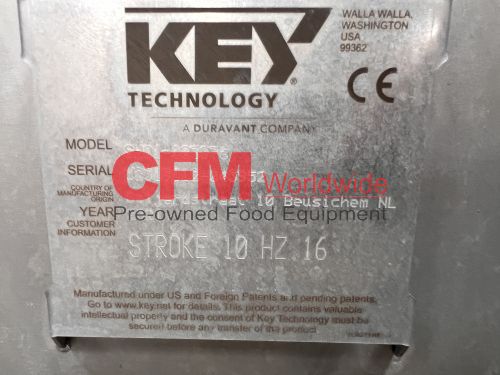 KEY
®
TECHNOLOGY
A DURAVANT COMPANY
WALLA WALLA,
WASHINGTON
USA
99362
CE
MODEL
SERIAL
COUNTRY OF
MANUFACTURING
ORIGIN
10 Beusichem NL
YEAR
CUSTOMER
INFORMATION
STROKE 10 HZ 16
CFM Worldwide
Pre-owned Food Equipment
Manufactured under US and Foreign Patents and pending patents.
Go to www.key.net for details. This product contains valuable
intellectual property and the consent of Key Technology must be
secured before any transfer of the product